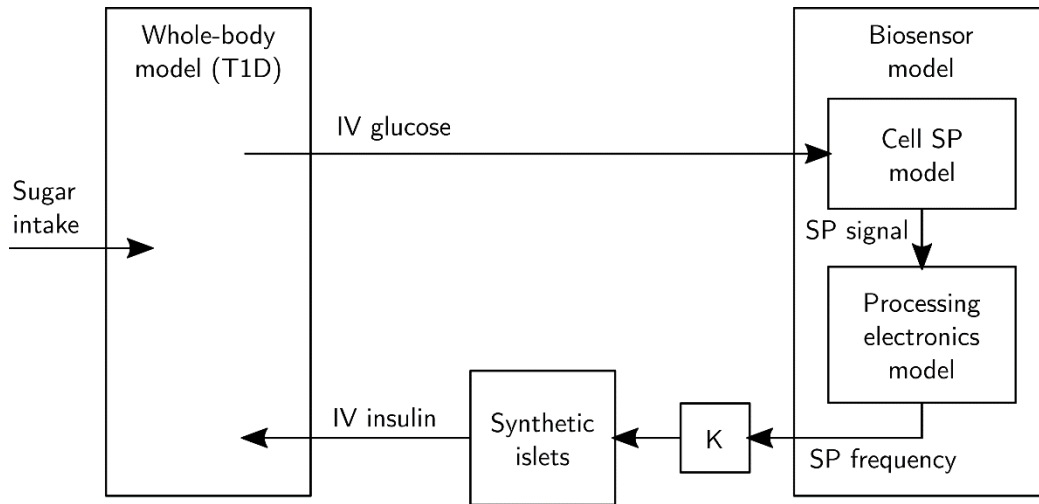 Whole-body
model (T1D)
Biosensor
model
IV glucose
Cell SP
model
Sugar
intake
SP signal
Processing
electronics
model
IV insulin
Synthetic
islets
K
SP frequency